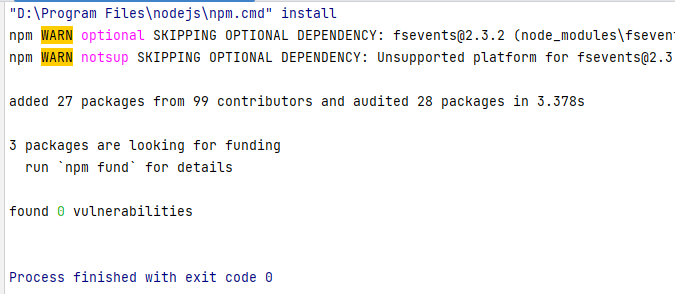 "D:\Program Files\nodejs\npm.cmd" install
npm WARN optional SKIPPING OPTIONAL DEPENDENCY: fsevents@2.3.2 (node_modules\fsevent
npm WARN notsup SKIPPING OPTIONAL DEPENDENCY: Unsupported platform for fsevents@2.3
added 27 packages from 99 contributors and audited 28 packages in 3.378s
3 packages are looking for funding
run `npm fund` for details
found 0 vulnerabilities
Process finished with exit code 0